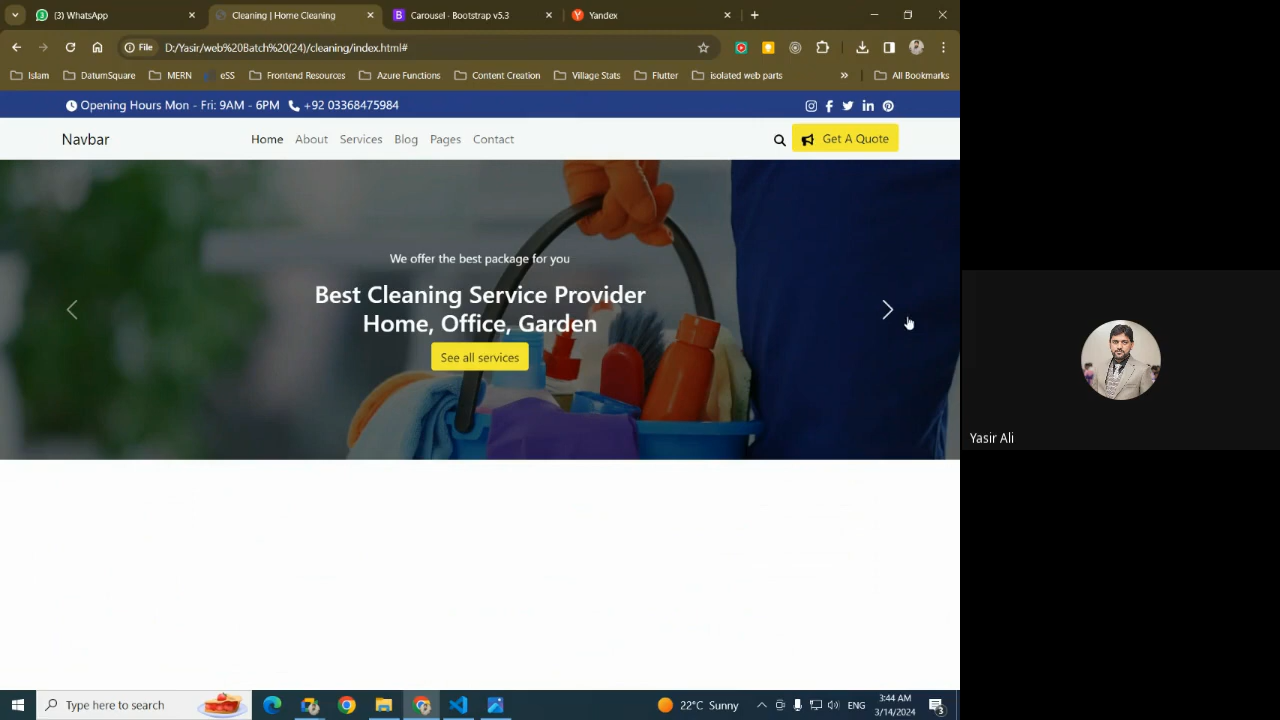 (3) WhatsApp
Cleaning | Home Cleaning
Carousel · Bootstrap v5.3
Yandex
File
D:/Yasir/web%20Batch%20(24)/cleaning/index.html#
Islam
DatumSquare
MERN
eSS
Frontend Resources
Azure Functions
Content Creation
Village Stats
Flutter
isolated web parts
»
All Bookmarks
Opening Hours Mon - Fri: 9AM - 6PM +92 03368475984
Navbar
Home About Services Blog Pages Contact
Get A Quote
We offer the best package for you
Best Cleaning Service Provider
Home, Office, Garden
See all services
Yasir Ali
Type here to search
22°C Sunny
ENG
3:44 AM
3/14/2024
3